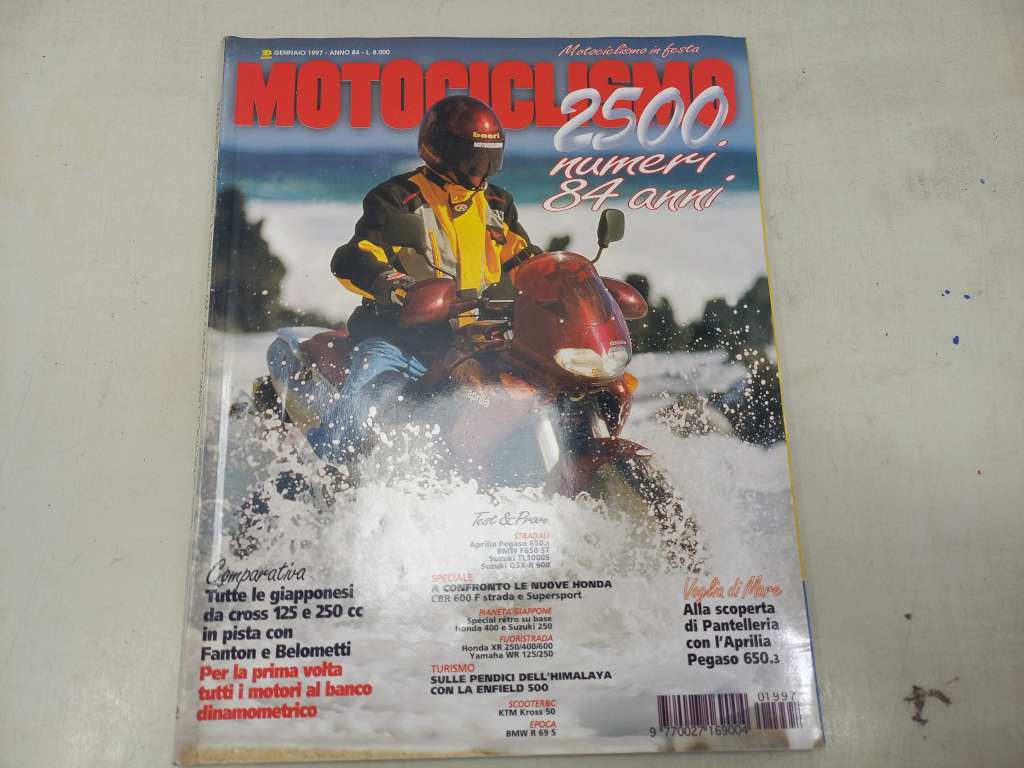 GENNAIO 1997 - ANNO 84 - L. 8.000
Motociclismo in festa
MOTOCICLISMO
2500
numeri
84 anni
boeri
aprilia
Test & Prove
STRADALI
Aprilia Pegaso 650.3
BMW F650 ST
Suzuki TL1000S
Suzuki GSX-R 600
SPECIALE
A CONFRONTO LE NUOVE HONDA
CBR 600 F strada e Supersport
PIANETA GIAPPONE
Special rétro su base
Honda 400 e Suzuki 250
FUORISTRADA
Honda XR 250/400/600
Yamaha WR 125/250
TURISMO
SULLE PENDICI DELL'HIMALAYA
CON LA ENFIELD 500
SCOOTER&C
KTM Kross 50
EPOCA
BMW R 69 S
Comparativa
Tutte le giapponesi
da cross 125 e 250 cc
in pista con
Fanton e Belometti
Per la prima volta
tutti i motori al banco
dinamometrico
Voglia di Mare
Alla scoperta
di Pantelleria
con l'Aprilia
Pegaso 650.3
01997
9 770027 169004